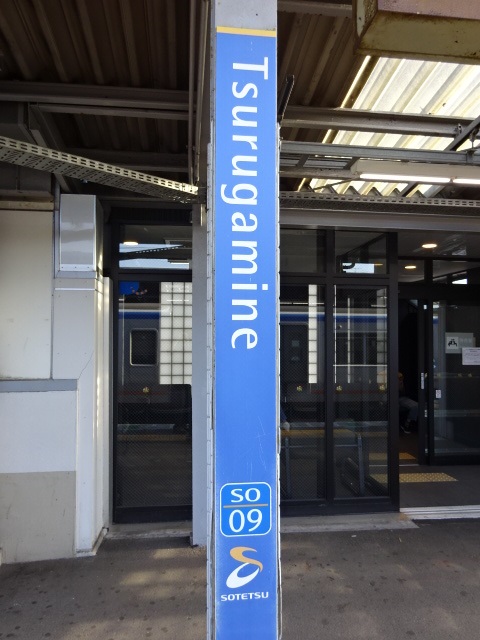 Tsurugamine
SO
09
SOTETSU